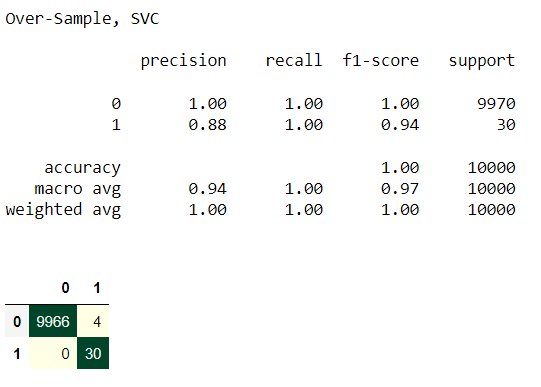 Over-Sample, SVC
precision recall f1-score support
0 1.00 1.00 1.00 9970
1 0.88 1.00 0.94 30
accuracy 1.00 10000
macro avg 0.94 1.00 0.97 10000
weighted avg 1.00 1.00 1.00 10000
0 1
0 9966 4
1 0 30